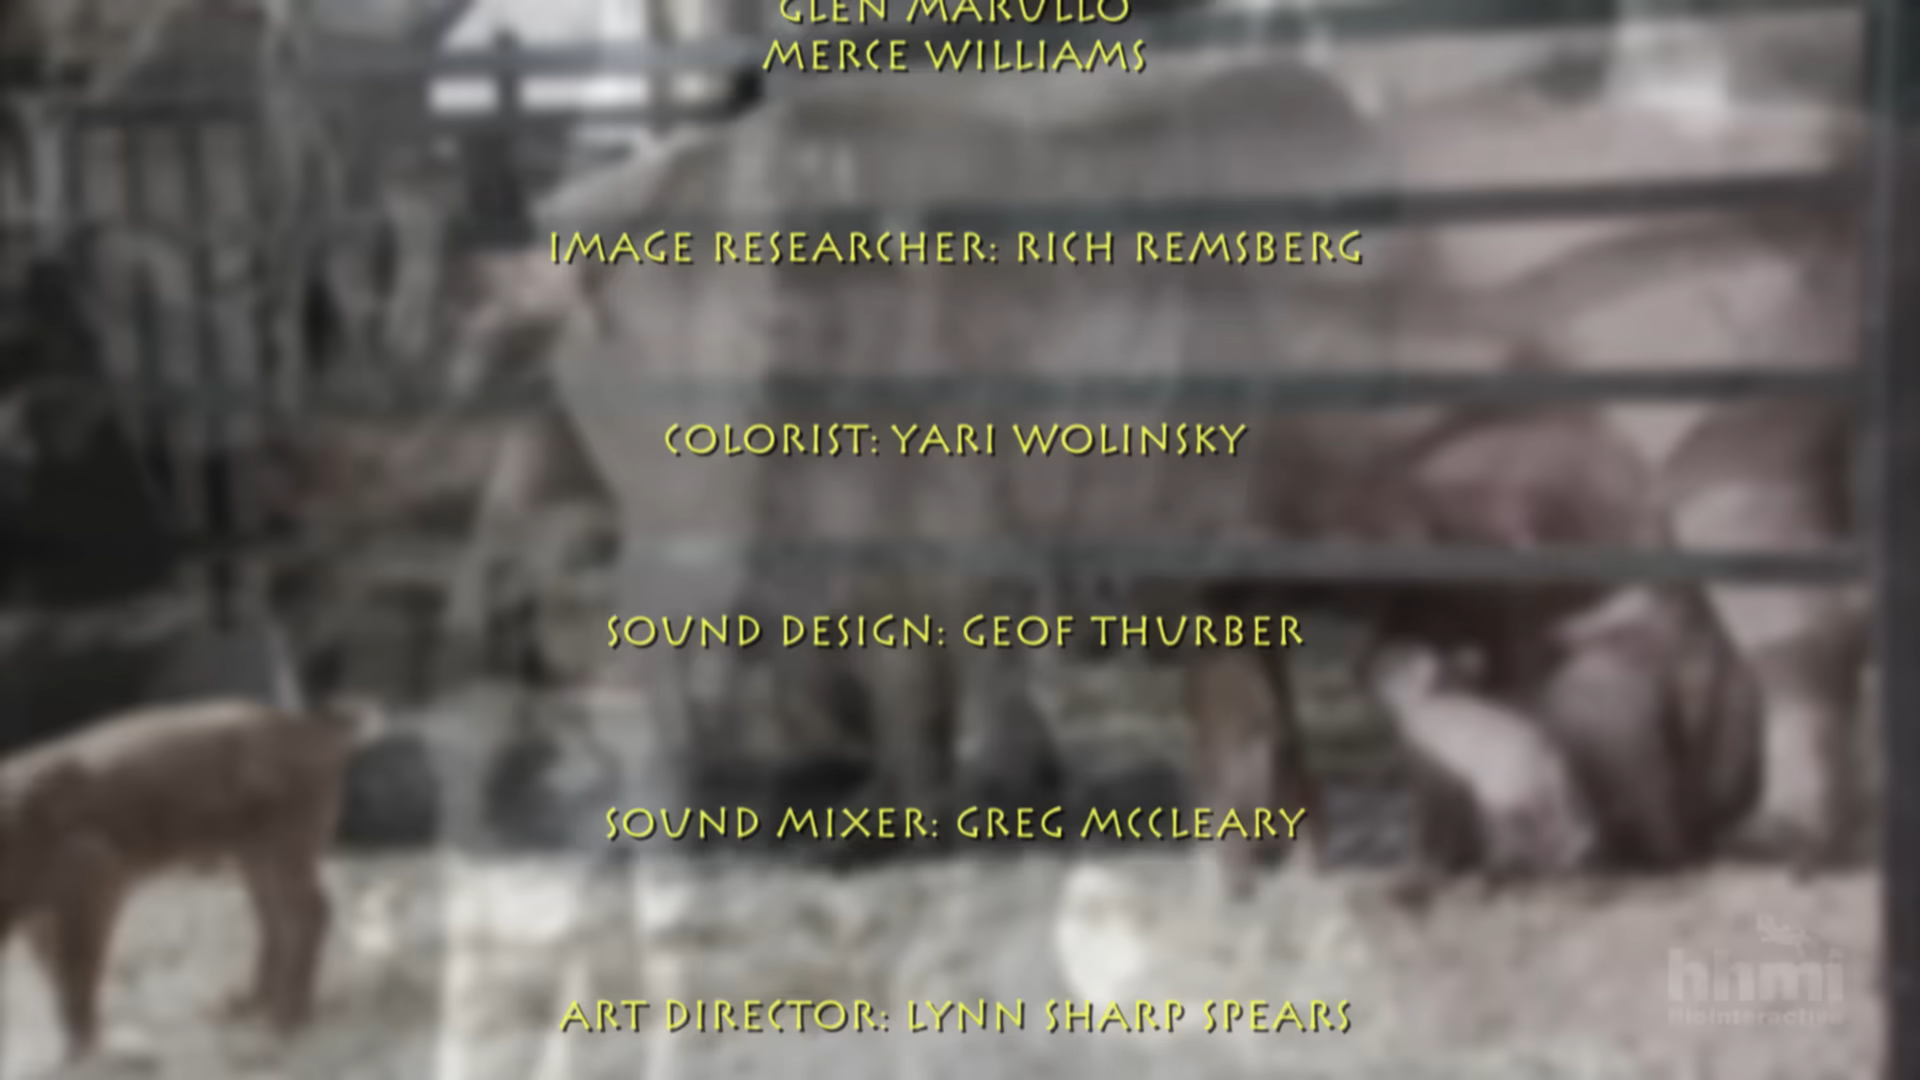 GLEN MARULLO
MERCE WILLIAMS
IMAGE RESEARCHER: RICH REMSBERG
COLORIST: YARI WOLINSKY
SOUND DESIGN: GEOF THURBER
SOUND MIXER: GREG MCCLEARY
ART DIRECTOR: LYNN SHARP SPEARS
hhmi
BioInteractive